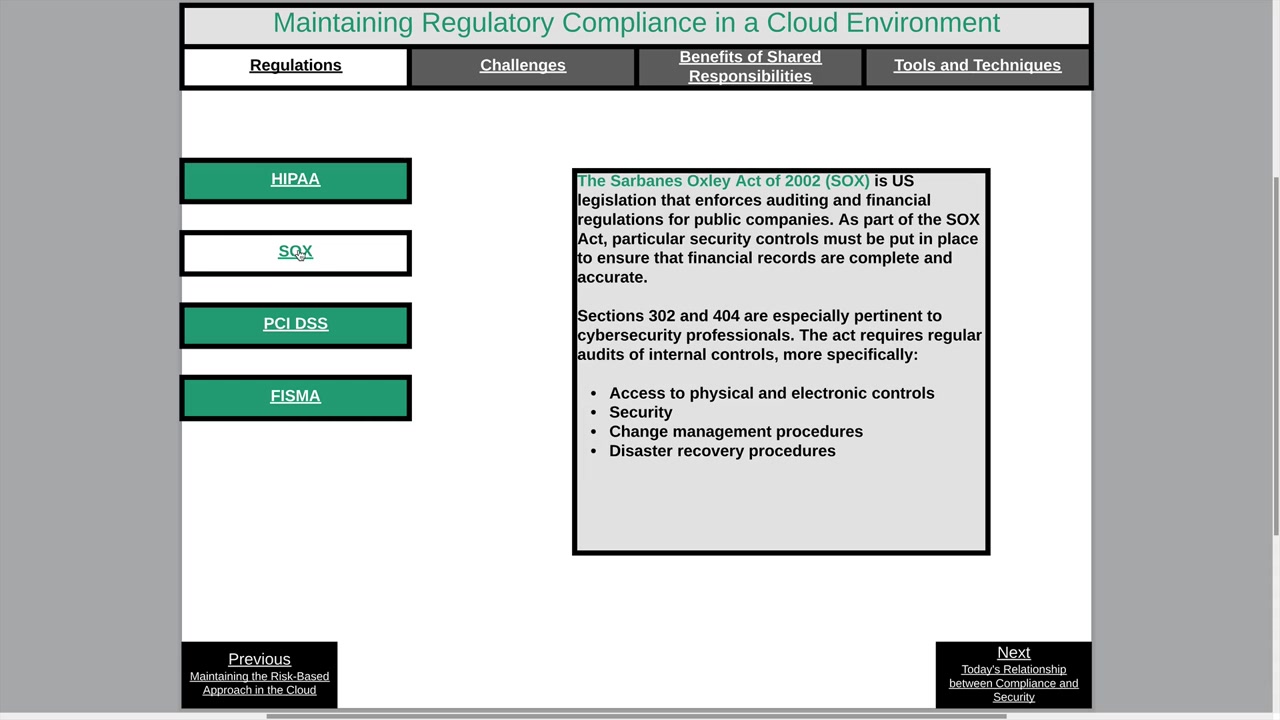 Maintaining Regulatory Compliance in a Cloud Environment
Regulations
Challenges
Benefits of Shared
Responsibilities
Tools and Techniques
HIPAA
SOX
PCI DSS
FISMA
The Sarbanes Oxley Act of 2002 (SOX) is US
legislation that enforces auditing and financial
regulations for public companies. As part of the SOX
Act, particular security controls must be put in place
to ensure that financial records are complete and
accurate.
Sections 302 and 404 are especially pertinent to
cybersecurity professionals. The act requires regular
audits of internal controls, more specifically:
• Access to physical and electronic controls
• Security
• Change management procedures
• Disaster recovery procedures
Previous
Maintaining the Risk-Based
Approach in the Cloud
Next
Today's Relationship
between Compliance and
Security